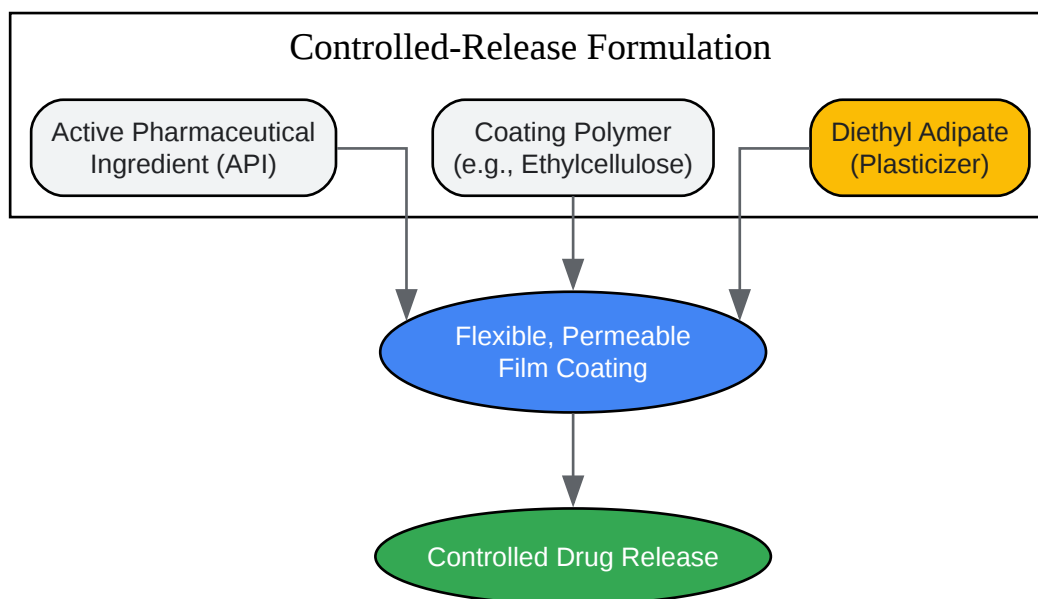 Controlled-Release Formulation
Active Pharmaceutical
Ingredient (API)
Coating Polymer
(e.g., Ethylcellulose)
Diethyl Adipate
(Plasticizer)
Flexible, Permeable
Film Coating
Controlled Drug Release